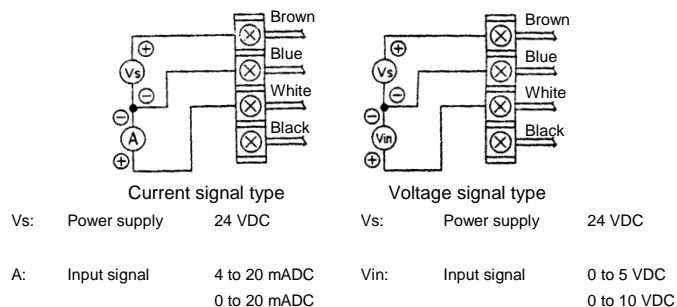 Brown
Blue
White
Black
⊕
Vs
⊖
⊖
A
⊕
Current signal type
Vs: Power supply 24 VDC
A: Input signal 4 to 20 mADC
0 to 20 mADC
Brown
Blue
White
Black
⊕
Vs
⊖
⊖
Vin
⊕
Voltage signal type
Vs: Power supply 24 VDC
Vin: Input signal 0 to 5 VDC
0 to 10 VDC